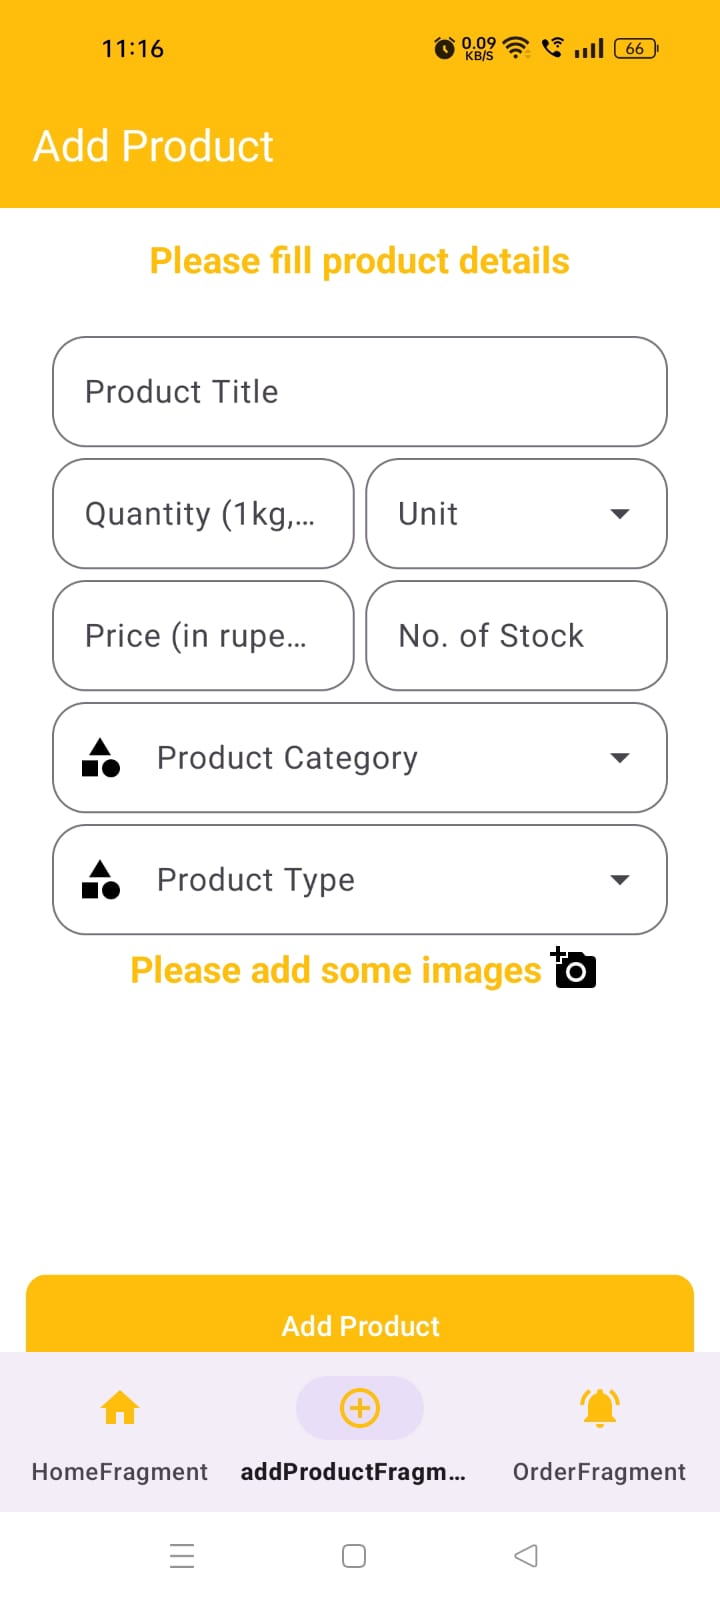 11:16
0.09
KB/S
66
Add Product
Please fill product details
Product Title
Quantity (1kg,...
Unit
Price (in rupe...
No. of Stock
Product Category
Product Type
Please add some images
Add Product
HomeFragment
addProductFragm...
OrderFragment